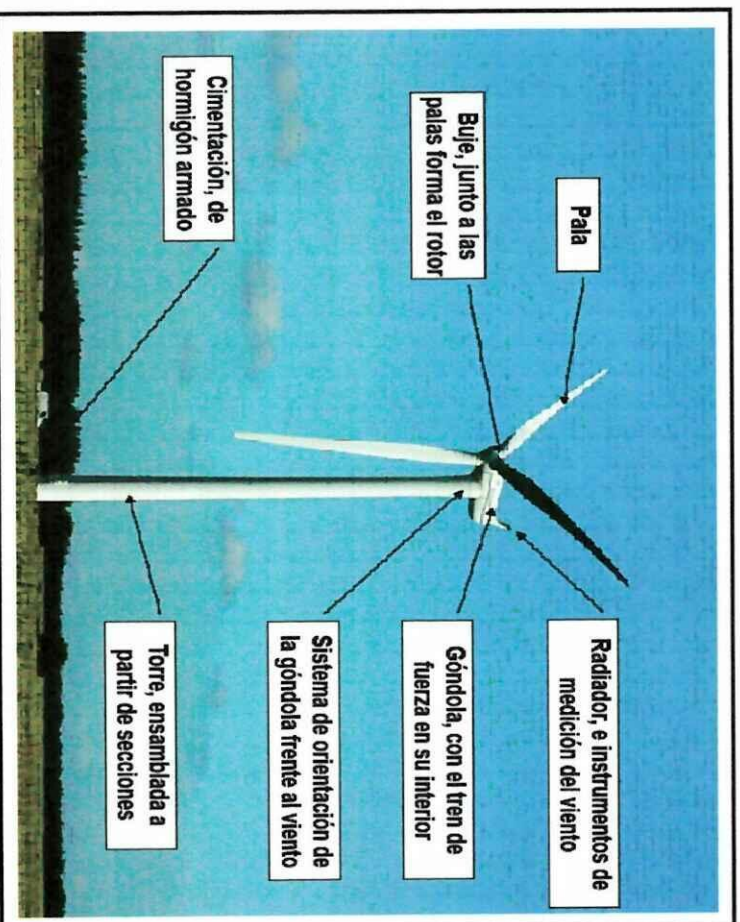 Pala
Buje, junto a las
palas forma el rotor
Cimentación, de
hormigón armado
Radiador, e instrumentos de
medición del viento
Góndola, con el tren de
fuerza en su interior
Sistema de orientación de
la góndola frente al viento
Torre, ensamblada a
partir de secciones